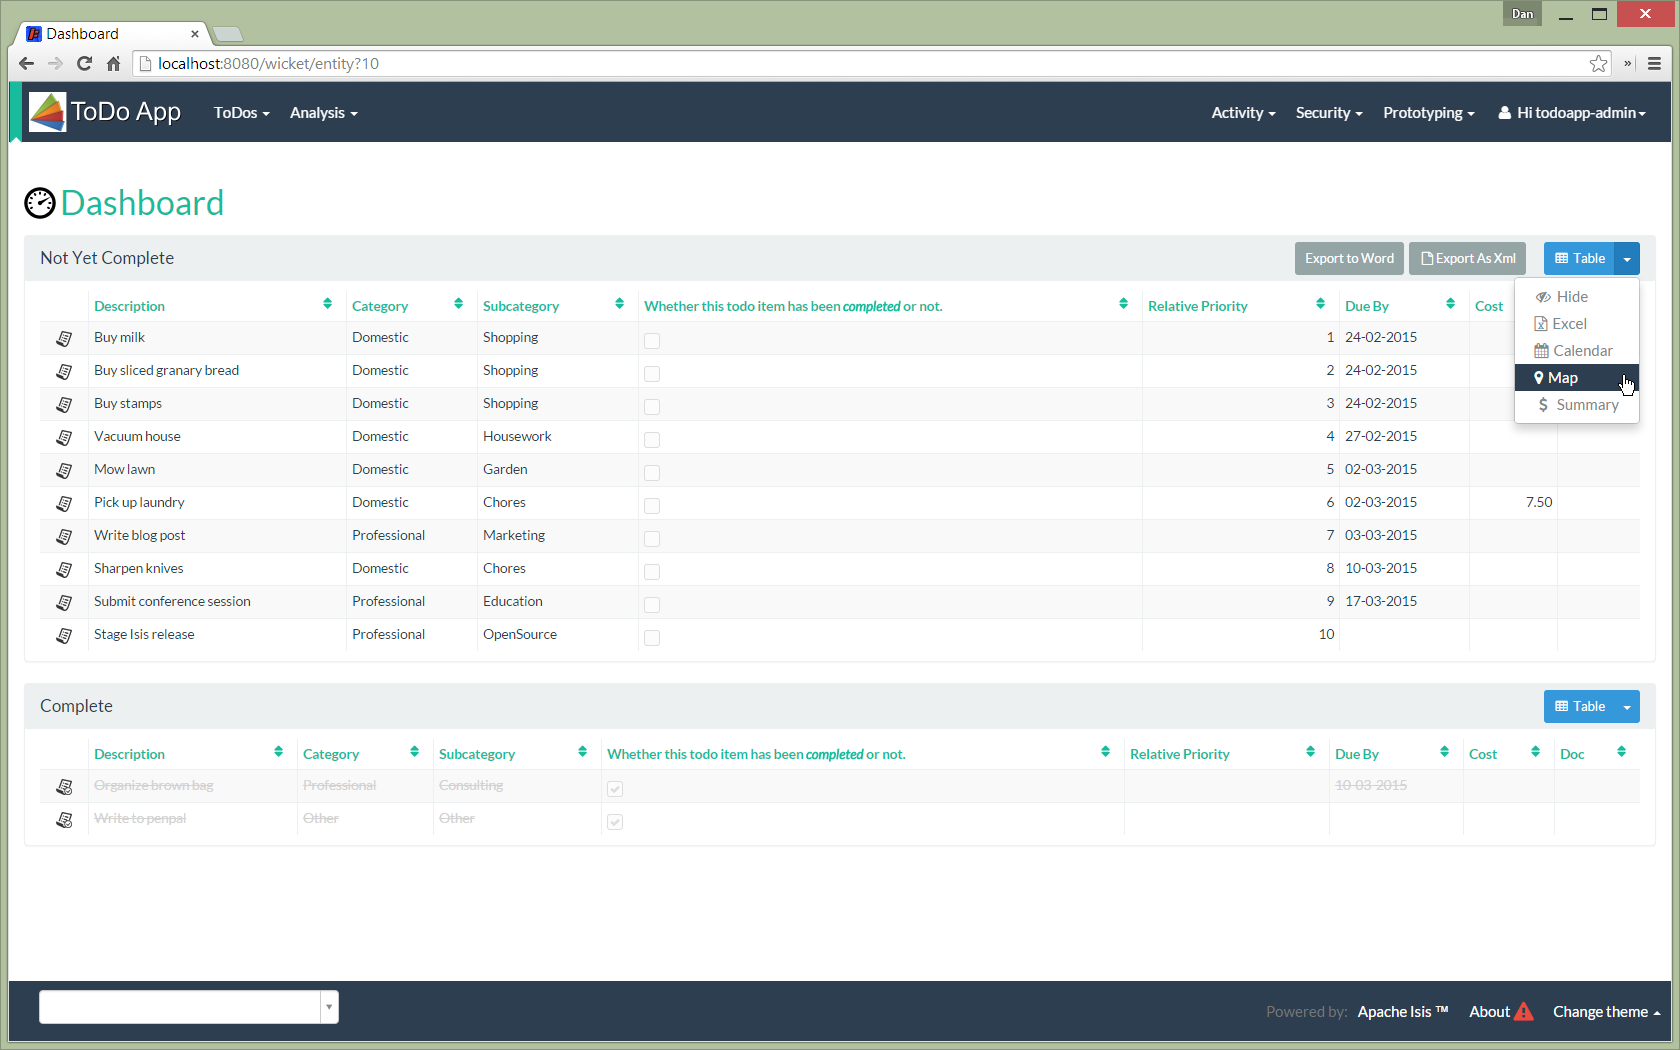 Dan
Dashboard
localhost:8080/wicket/entity?10
ToDo App ToDos Analysis Activity Security Prototyping Hi todoapp-admin
Dashboard
Not Yet Complete Export to Word Export As Xml Table
Hide
Excel
Calendar
Map
Summary
Description Category Subcategory Whether this todo item has been completed or not. Relative Priority Due By Cost
Buy milk Domestic Shopping 1 24-02-2015
Buy sliced granary bread Domestic Shopping 2 24-02-2015
Buy stamps Domestic Shopping 3 24-02-2015
Vacuum house Domestic Housework 4 27-02-2015
Mow lawn Domestic Garden 5 02-03-2015
Pick up laundry Domestic Chores 6 02-03-2015 7.50
Write blog post Professional Marketing 7 03-03-2015
Sharpen knives Domestic Chores 8 10-03-2015
Submit conference session Professional Education 9 17-03-2015
Stage Isis release Professional OpenSource 10
Complete Table
Description Category Subcategory Whether this todo item has been completed or not. Relative Priority Due By Cost Doc
Organize brown bag Professional Consulting 10-03-2015
Write to penpal Other Other
Powered by: Apache Isis ™ About Change theme